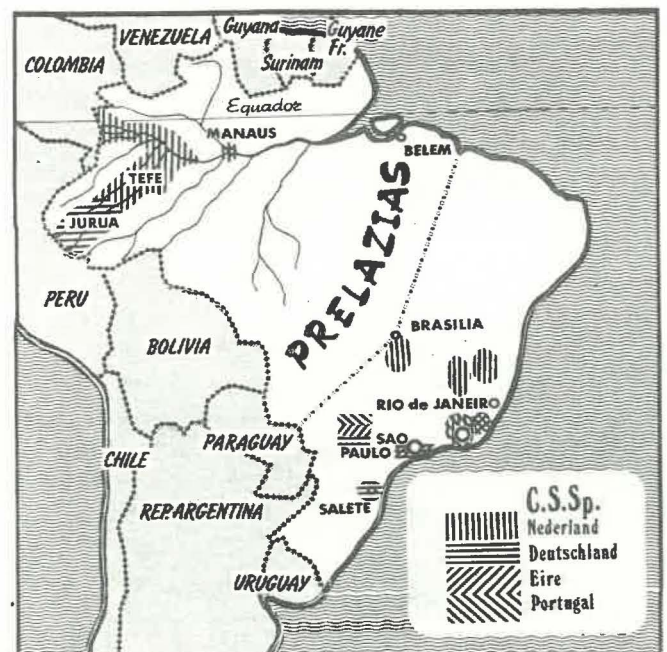 Guyana
Guyane
Fr.
VENEZUELA
COLOMBIA
Surinam
Equador
MANAUS
BELEM
TEFE
JURUA
PRELAZIAS
PERU
BRASILIA
BOLIVIA
RIO de JANEIRO
PARAGUAY
SAO
PAULO
CHILE
REP.ARGENTINA
SALETE
URUGUAY
C.S.Sp.
Nederland
Deutschland
Eire
Portugal